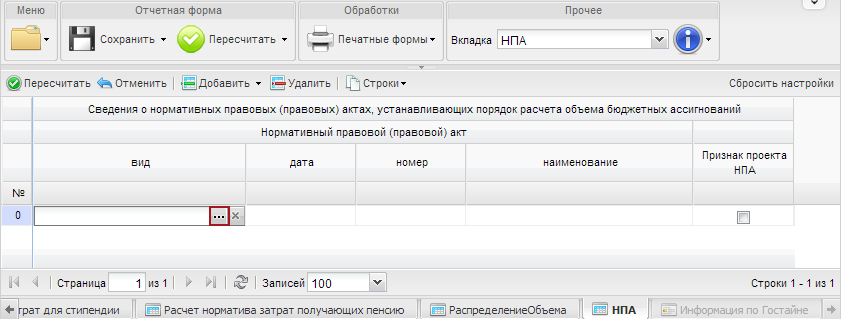 Меню
Отчетная форма
Обработки
Прочее
Сохранить
Пересчитать
Печатные формы
Вкладка НПА
Пересчитать Отменить Добавить Удалить Строки Сбросить настройки
Сведения о нормативных правовых (правовых) актах, устанавливающих порядок расчета объема бюджетных ассигнований
Нормативный правовой (правовой) акт
вид дата номер наименование Признак проекта
НПА
№
0 ...
Страница 1 из 1 Записей 100 Строки 1 - 1 из 1
трат для стипендии Расчет норматива затрат получающих пенсию РаспределениеОбъема НПА Информация по Гостайне